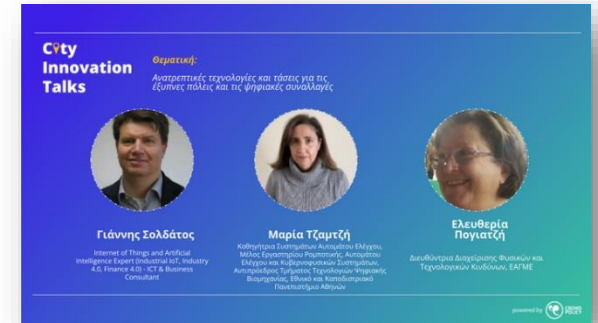 City
Innovation
Talks
Θεματική:
Ανατρεπτικές τεχνολογίες και τάσεις για τις
έξυπνες πόλεις και τις ψηφιακές συναλλαγές
Γιάννης Σολδάτος
Internet of Things and Artificial
Intelligence Expert (Industrial IoT, Industry
4.0, Finance 4.0) - ICT & Business
Consultant
Μαρία Τζαμτζή
Καθηγήτρια Συστημάτων Αυτομάτου Ελέγχου,
Μέλος Εργαστηρίου Ρομποτικής, Αυτομάτου
Ελέγχου και Κυβερνοφυσικών Συστημάτων,
Αντιπρόεδρος Τμήματος Τεχνολογιών Ψηφιακής
Βιομηχανίας, Εθνικό και Καποδιστριακό
Πανεπιστήμιο Αθηνών
Ελευθερία
Πογιατζή
Διευθύντρια Διαχείρισης Φυσικών και
Τεχνολογικών Κινδύνων, ΕΑΓΜΕ
powered by CROWD
POLICY